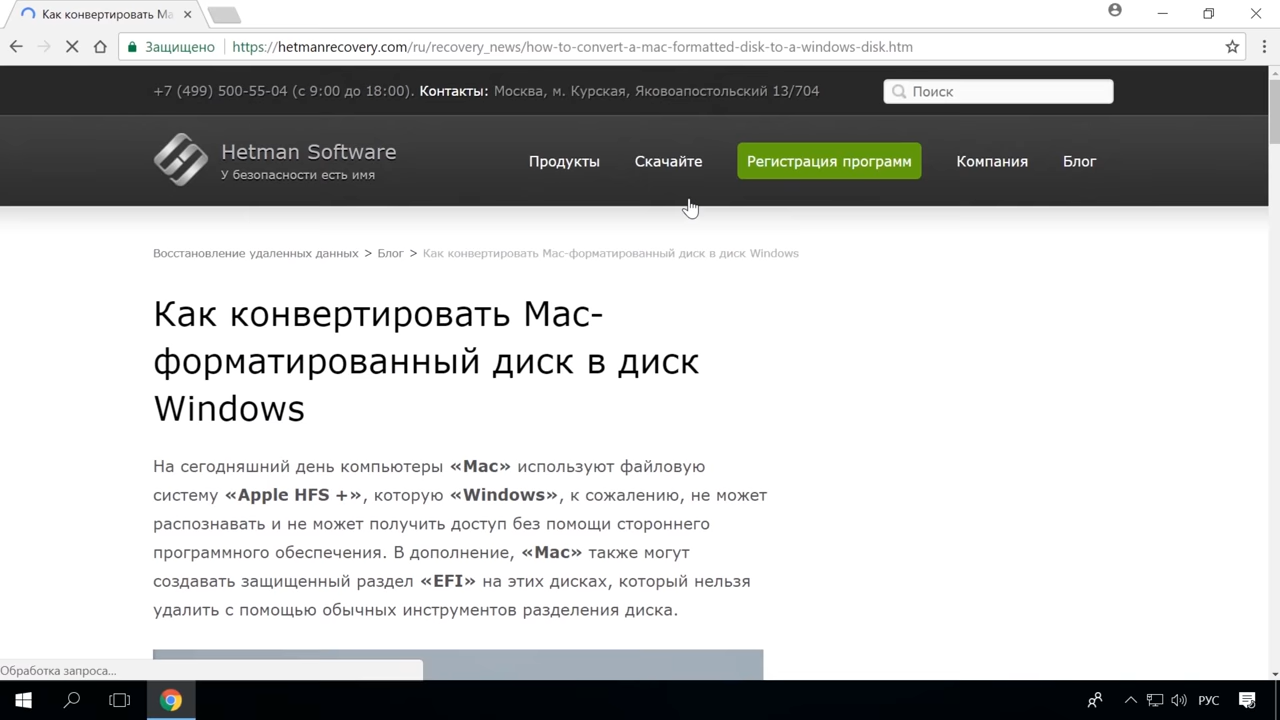 Как конвертировать Ма
Защищено
https://hetmanrecovery.com/ru/recovery_news/how-to-convert-a-mac-formatted-disk-to-a-windows-disk.htm
+7 (499) 500-55-04 (с 9:00 до 18:00). Контакты: Москва, м. Курская, Яковоапостольский 13/704
Поиск
Hetman Software
У безопасности есть имя
Продукты
Скачайте
Регистрация программ
Компания
Блог
Восстановление удаленных данных > Блог > Как конвертировать Mac-форматированный диск в диск Windows
Как конвертировать Mac-
форматированный диск в диск
Windows
На сегодняшний день компьютеры «Mac» используют файловую
систему «Apple HFS +», которую «Windows», к сожалению, не может
распознавать и не может получить доступ без помощи стороннего
программного обеспечения. В дополнение, «Mac» также могут
создавать защищенный раздел «EFI» на этих дисках, который нельзя
удалить с помощью обычных инструментов разделения диска.
Обработка запроса...
РУС